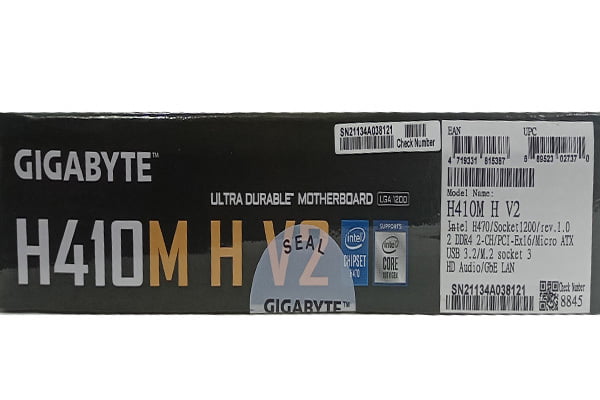 GIGABYTE™
ULTRA DURABLE™ MOTHERBOARD LGA 1200
H410M H V2
SEAL
GIGABYTE™
intel
CHIPSET
H470
SUPPORTS
intel
CORE
SN21134A038121
Check Number
EAN UPC
4 719331 815387
8 89523 02737 0
Model Name:
H410M H V2
Intel H470/Socket1200/rev.1.0
2 DDR4 2-CH/PCI-Ex16/Micro ATX
USB 3.2/M.2 socket 3
HD Audio/GbE LAN
SN21134A038121
Check Number
8845